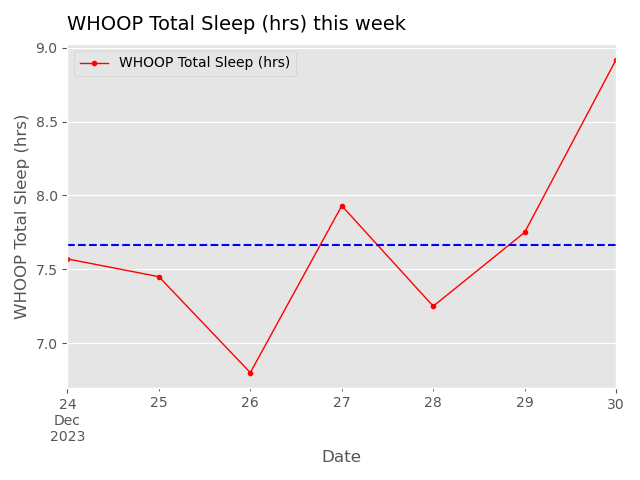 WHOOP Total Sleep (hrs) this week
WHOOP Total Sleep (hrs)
WHOOP Total Sleep (hrs)
9.0
8.5
8.0
7.5
7.0
24 25 26 27 28 29 30
Dec
2023
Date